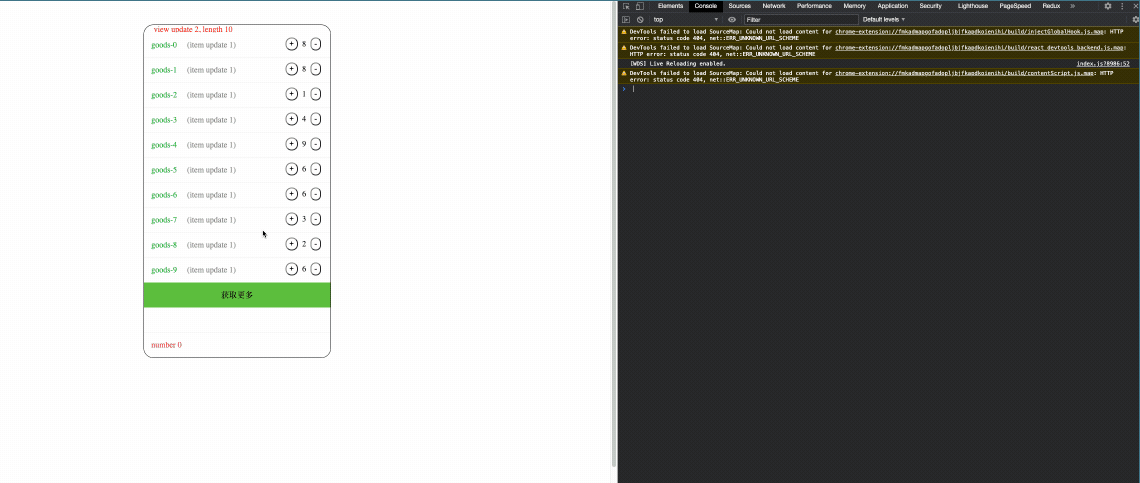 view update 2, length 10
goods-0 (item update 1) + 8 -
goods-1 (item update 1) + 8 -
goods-2 (item update 1) + 1 -
goods-3 (item update 1) + 4 -
goods-4 (item update 1) + 9 -
goods-5 (item update 1) + 6 -
goods-6 (item update 1) + 6 -
goods-7 (item update 1) + 3 -
goods-8 (item update 1) + 2 -
goods-9 (item update 1) + 6 -
获取更多
number 0
Elements Console Sources Network Performance Memory Application Security Lighthouse PageSpeed Redux »
top Filter Default levels
DevTools failed to load SourceMap: Could not load content for chrome-extension://fmkadmapgofadopljbjfkapdkoienihi/build/injectGlobalHook.js.map: HTTP
error: status code 404, net::ERR_UNKNOWN_URL_SCHEME
DevTools failed to load SourceMap: Could not load content for chrome-extension://fmkadmapgofadopljbjfkapdkoienihi/build/react_devtools_backend.js.map:
HTTP error: status code 404, net::ERR_UNKNOWN_URL_SCHEME
[WDS] Live Reloading enabled. index.js?8986:52
DevTools failed to load SourceMap: Could not load content for chrome-extension://fmkadmapgofadopljbjfkapdkoienihi/build/contentScript.js.map: HTTP
error: status code 404, net::ERR_UNKNOWN_URL_SCHEME